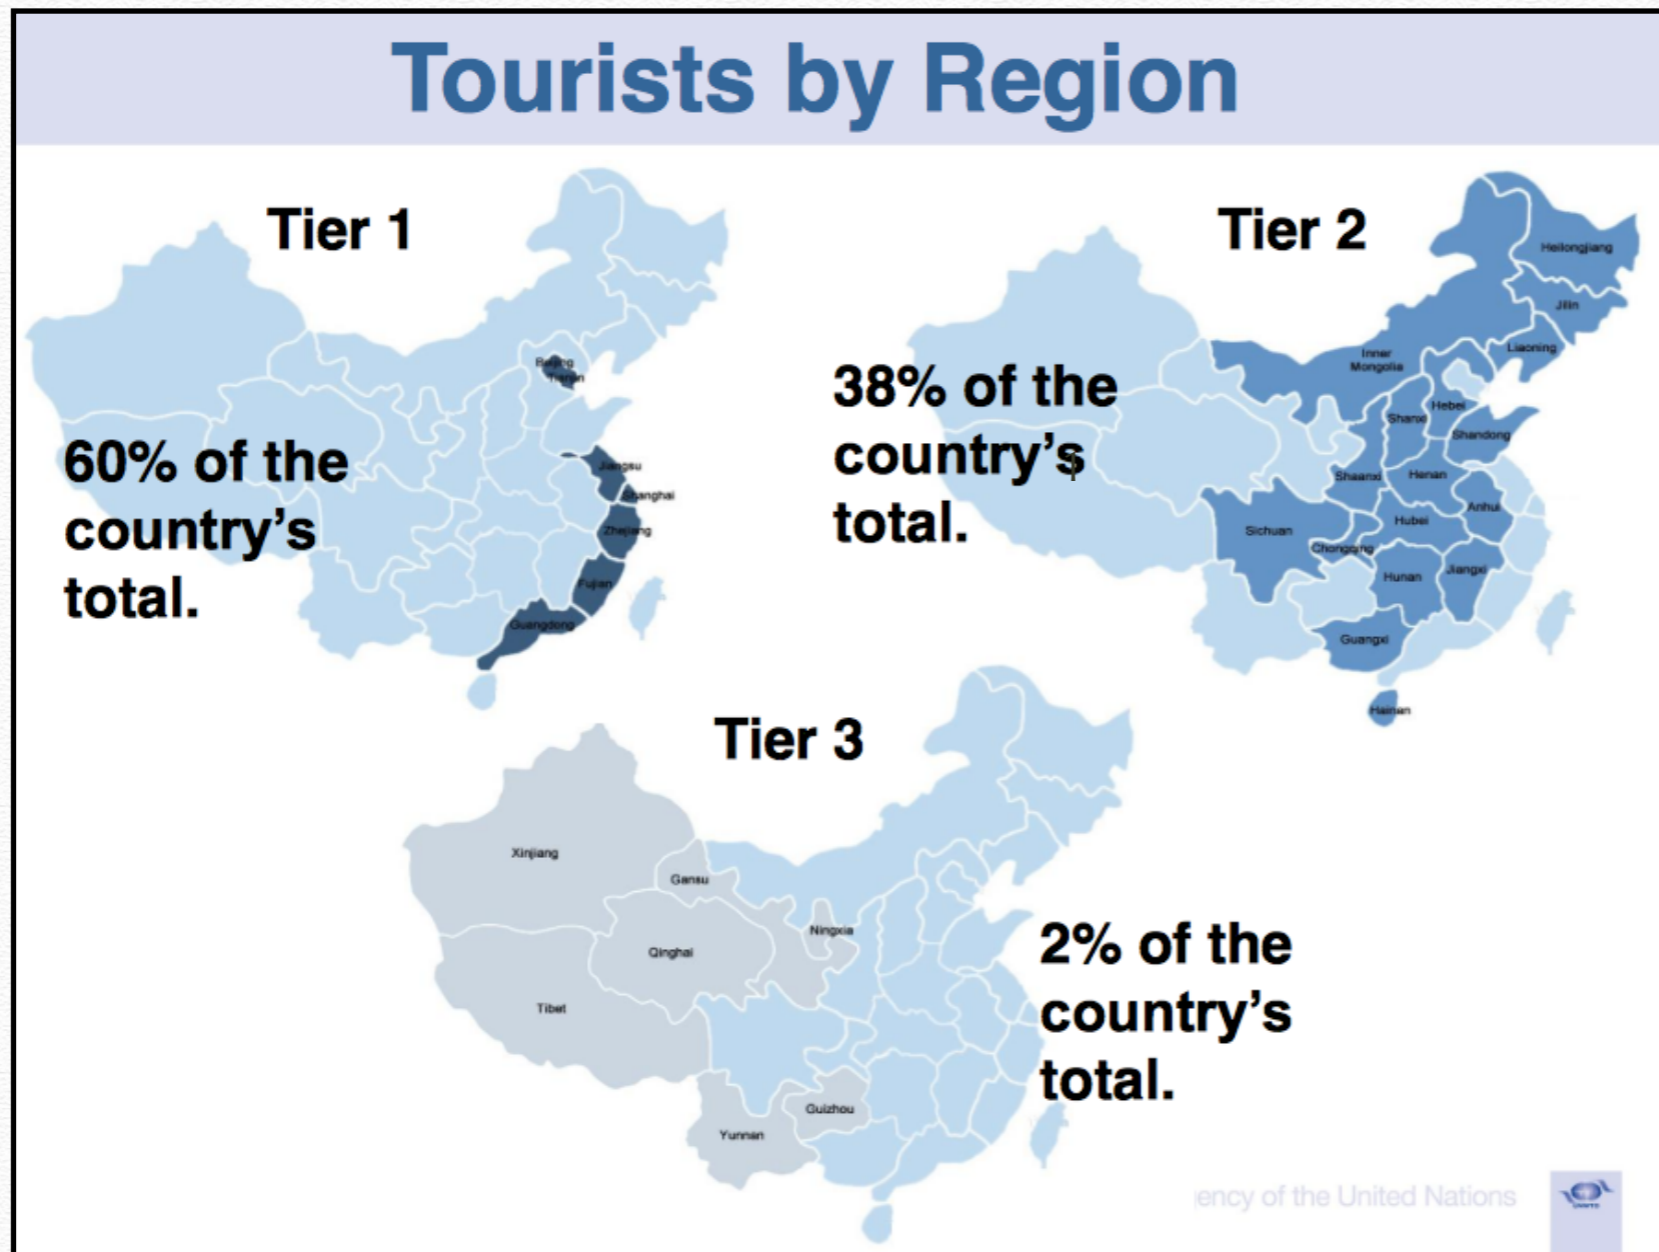 Tourists by Region
Tier 1
60% of the
country's
total.
Beijing
Tianjin
Jiangsu
Shanghai
Zhejiang
Fujian
Guangdong
Tier 2
38% of the
country's
total.
Heilongjiang
Jilin
Liaoning
Inner
Mongolia
Hebei
Shanxi
Shandong
Shaanxi
Henan
Anhui
Hubei
Sichuan
Chongqing
Hunan
Jiangxi
Guangxi
Hainan
Tier 3
2% of the
country's
total.
Xinjiang
Gansu
Ningxia
Qinghai
Tibet
Guizhou
Yunnan
ency of the United Nations
UNWTO